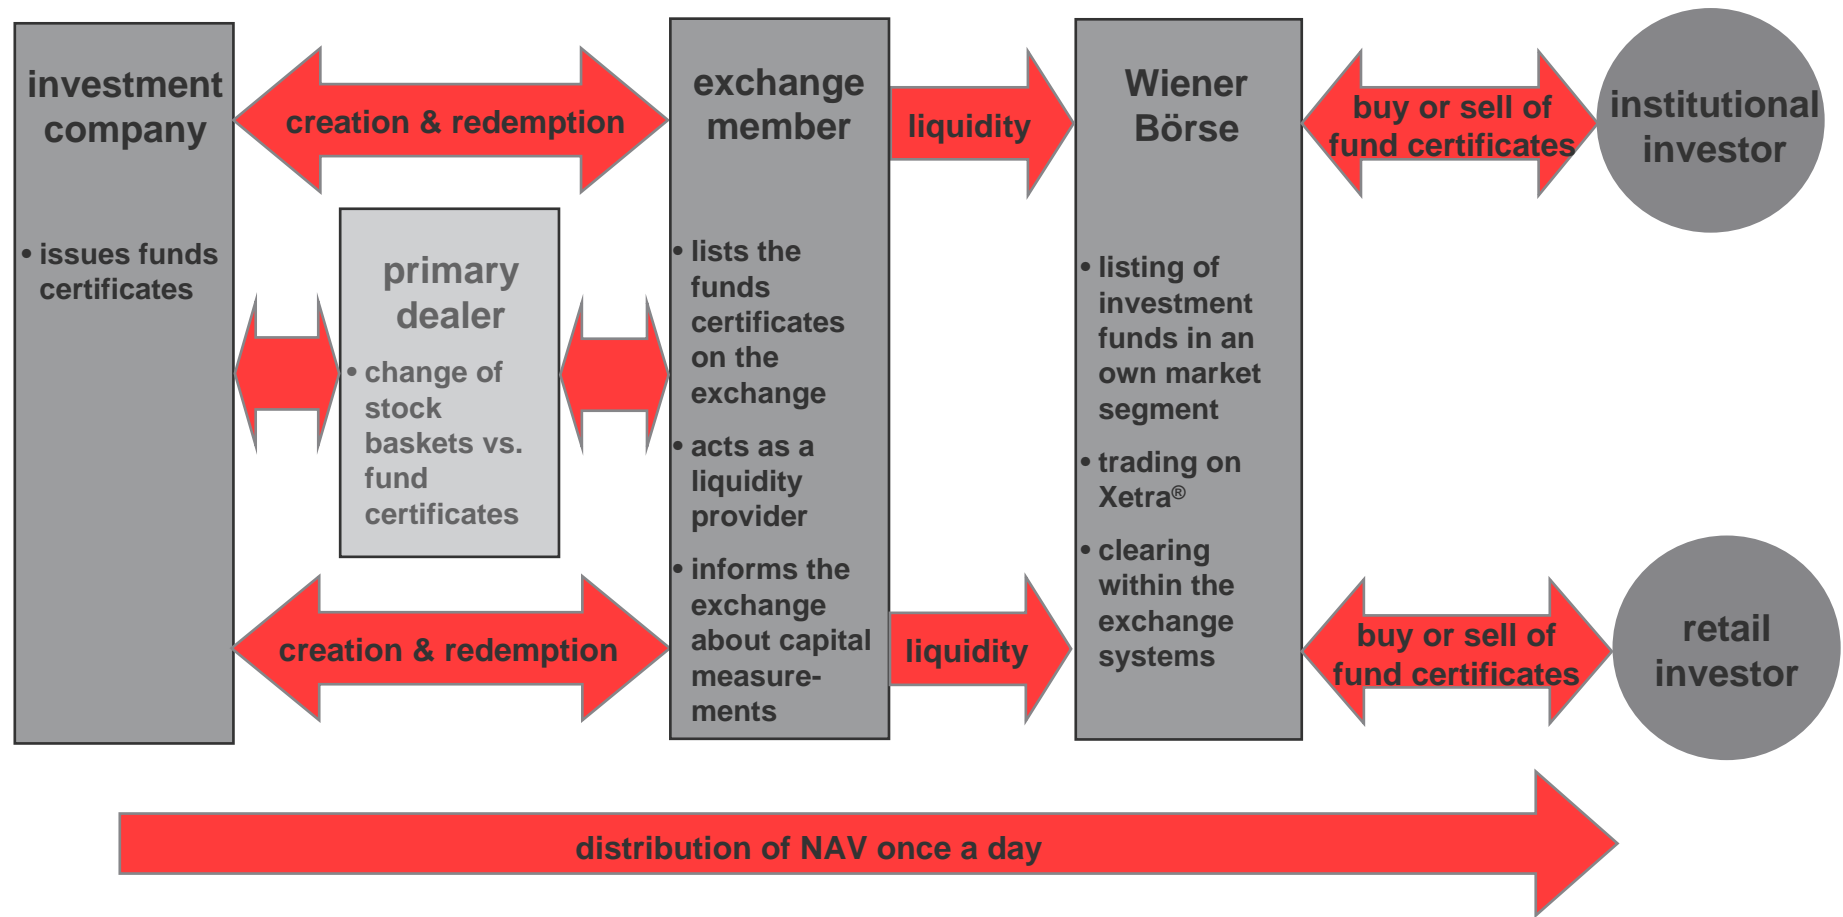 investment
company
• issues funds
certificates
creation & redemption
primary
dealer
• change of
stock
baskets vs.
fund
certificates
creation & redemption
exchange
member
• lists the
funds
certificates
on the
exchange
• acts as a
liquidity
provider
• informs the
exchange
about capital
measure-
ments
liquidity
liquidity
Wiener
Börse
• listing of
investment
funds in an
own market
segment
• trading on
Xetra®
• clearing
within the
exchange
systems
buy or sell of
fund certificates
institutional
investor
buy or sell of
fund certificates
retail
investor
distribution of NAV once a day